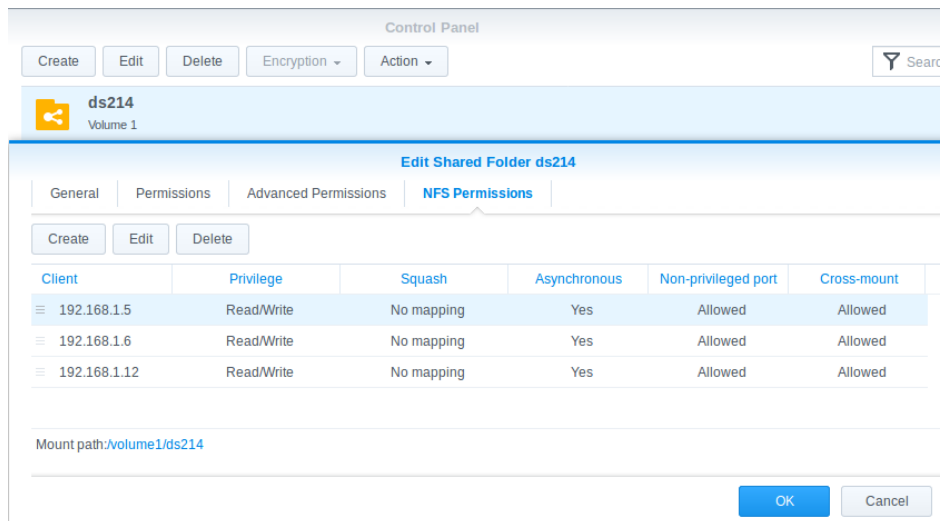 Control Panel
Create Edit Delete Encryption Action
ds214
Volume 1
Edit Shared Folder ds214
General Permissions Advanced Permissions NFS Permissions
Create Edit Delete
Client Privilege Squash Asynchronous Non-privileged port Cross-mount
192.168.1.5 Read/Write No mapping Yes Allowed Allowed
192.168.1.6 Read/Write No mapping Yes Allowed Allowed
192.168.1.12 Read/Write No mapping Yes Allowed Allowed
Mount path:/volume1/ds214
OK Cancel